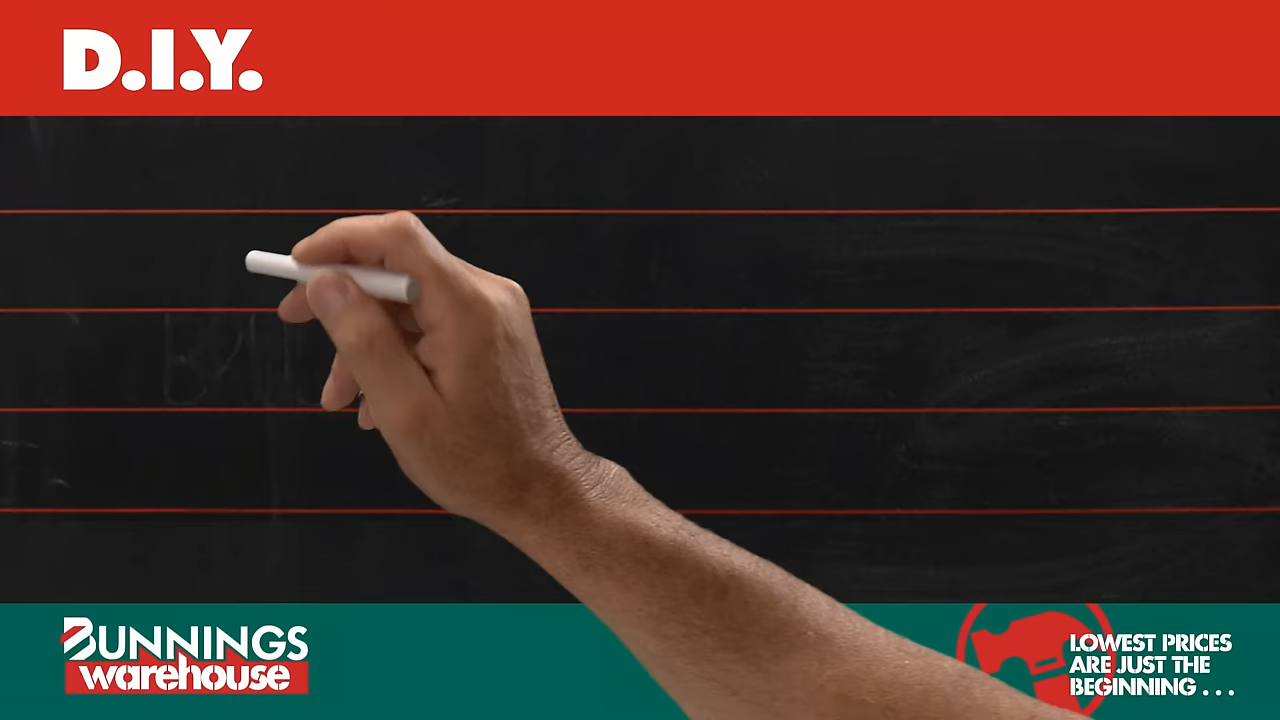 D.I.Y.
BUNNINGS
warehouse
LOWEST PRICES
ARE JUST THE
BEGINNING...